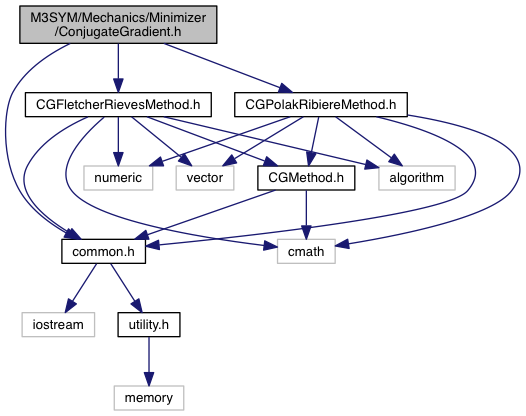 M3SYM/Mechanics/Minimizer
/ConjugateGradient.h
CGFletcherRievesMethod.h
CGPolakRibiereMethod.h
numeric
vector
CGMethod.h
algorithm
common.h
cmath
iostream
utility.h
memory